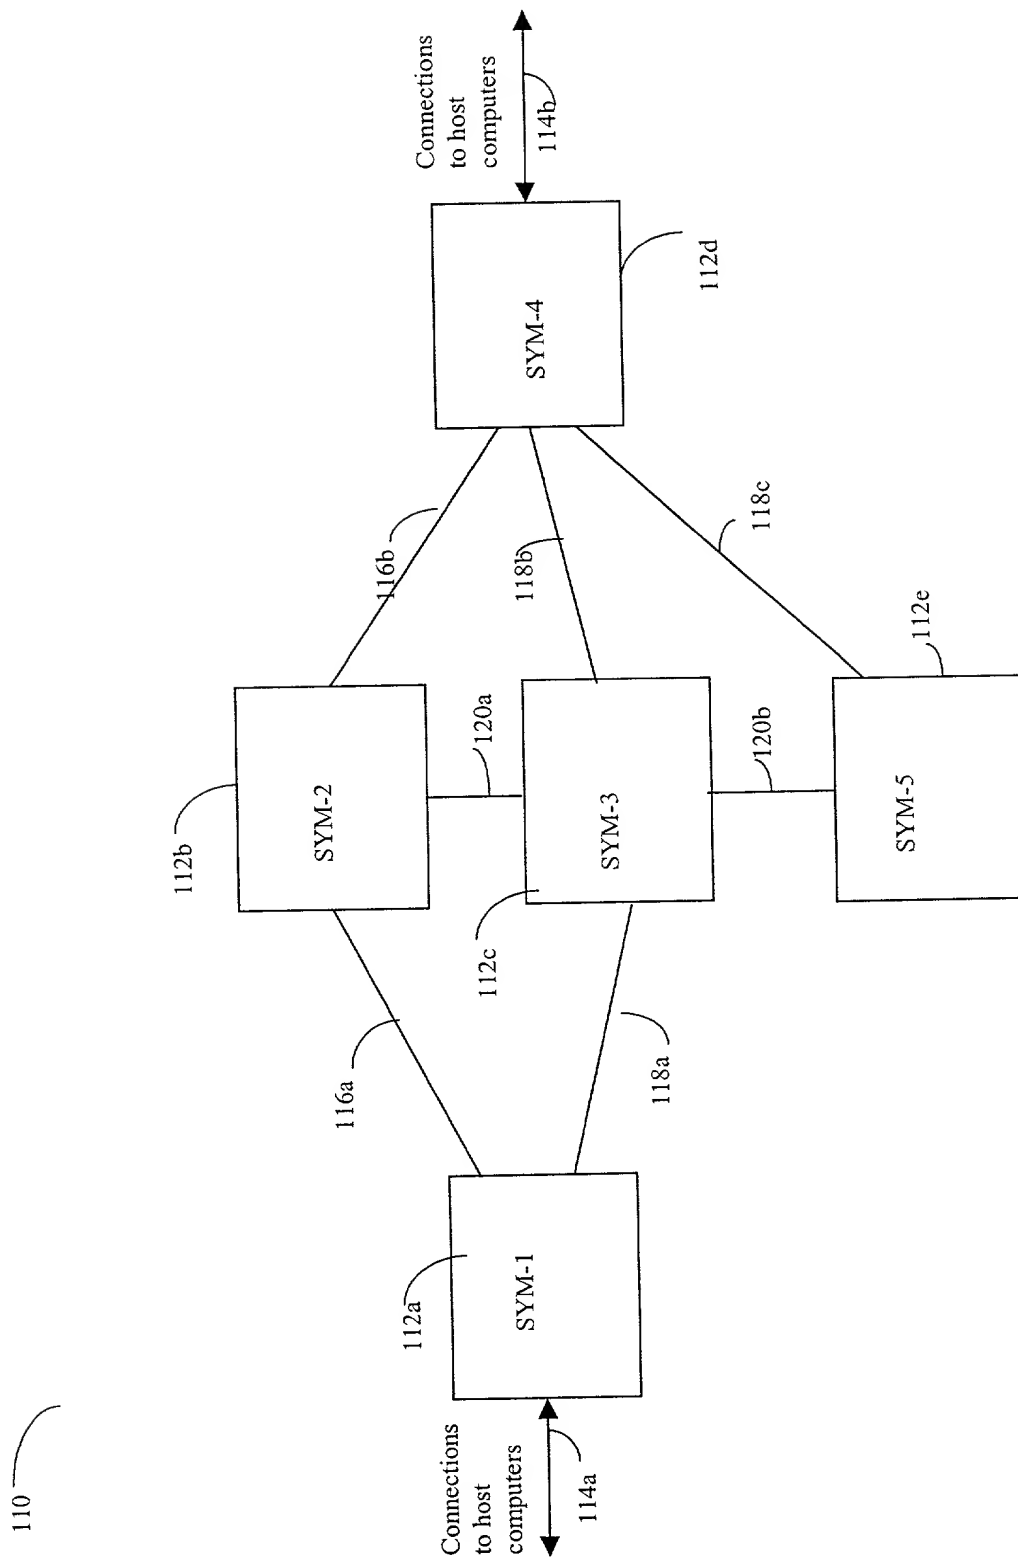 110
Connections
to host
computers
114a
112a
SYM-1
116a
118a
112b
SYM-2
112c
SYM-3
120a
120b
SYM-5
112e
116b
118b
118c
SYM-4
112d
Connections
to host
computers
114b